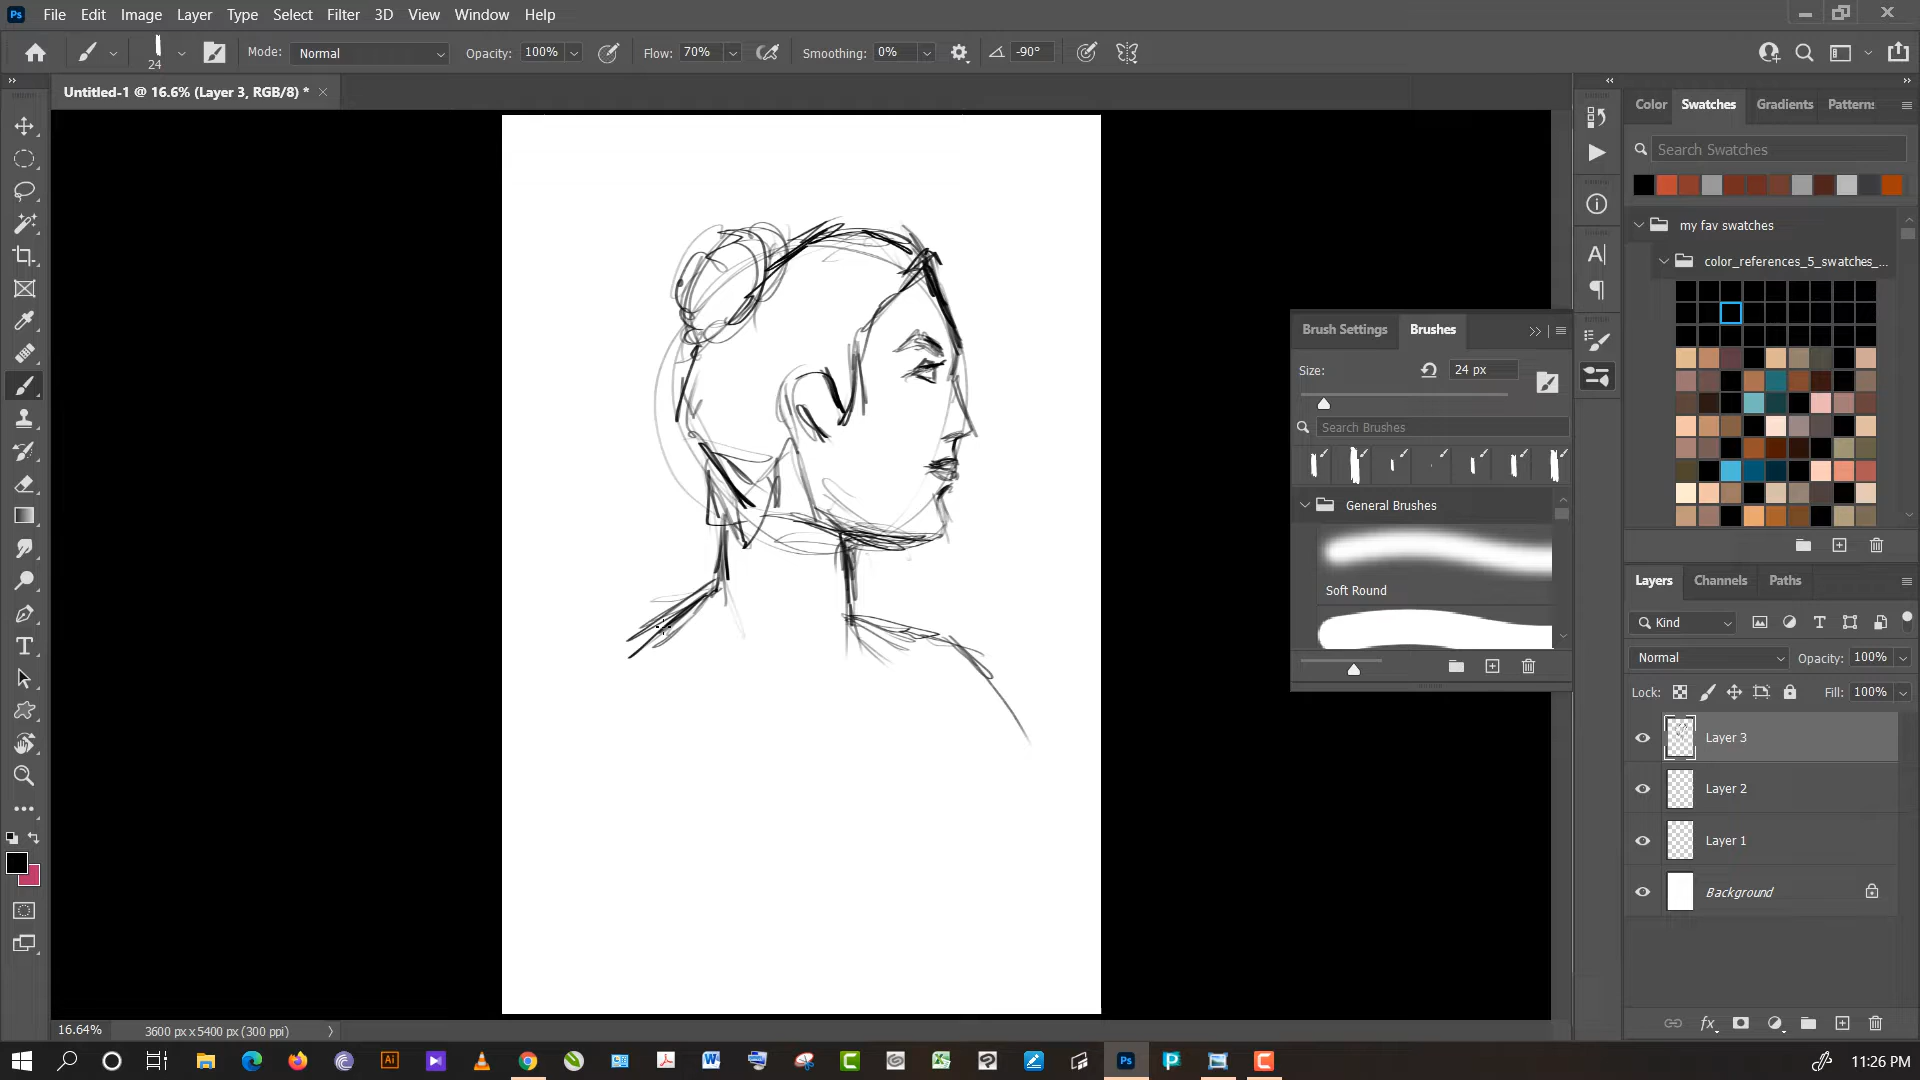 Ps File Edit Image Layer Type Select Filter 3D View Window Help
24 Mode: Normal Opacity: 100% Flow: 70% Smoothing: 0% -90°
Untitled-1 @ 16.6% (Layer 3, RGB/8) *
Color Swatches Gradients Patterns
Search Swatches
my fav swatches
color_references_5_swatches_...
Brush Settings Brushes
Size: 24 px
Search Brushes
General Brushes
Soft Round
Layers Channels Paths
Kind
Normal Opacity: 100%
Lock: Fill: 100%
Layer 3
Layer 2
Layer 1
Background
fx
16.64% 3600 px x 5400 px (300 ppi)
Ai Ps 11:26 PM